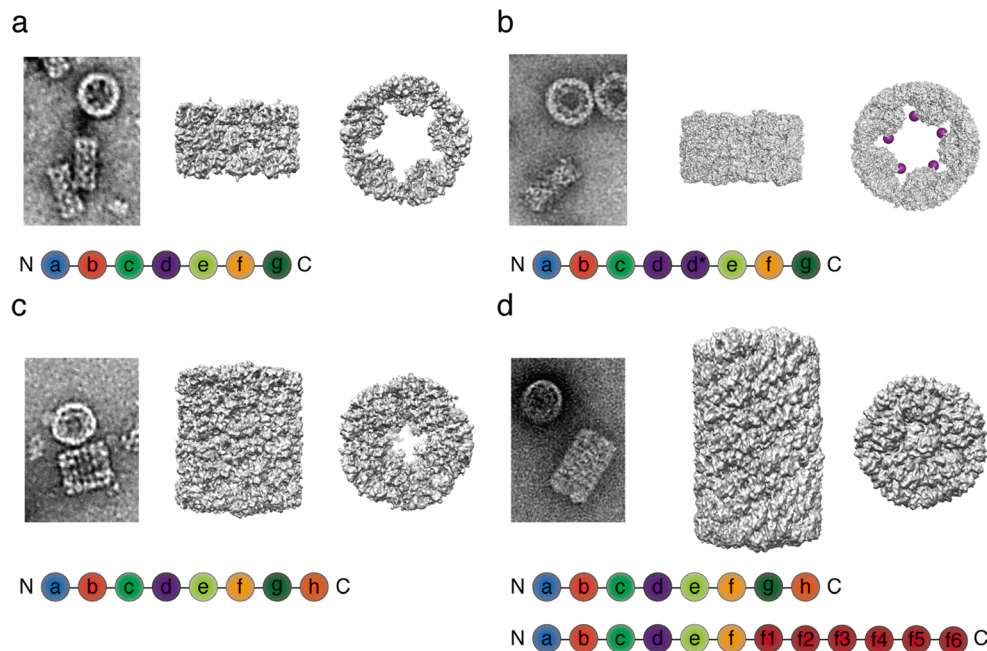 a
b
N a b c d e f g C
N a b c d d* e f g C
c
d
N a b c d e f g h C
N a b c d e f g h C
N a b c d e f f1 f2 f3 f4 f5 f6 C